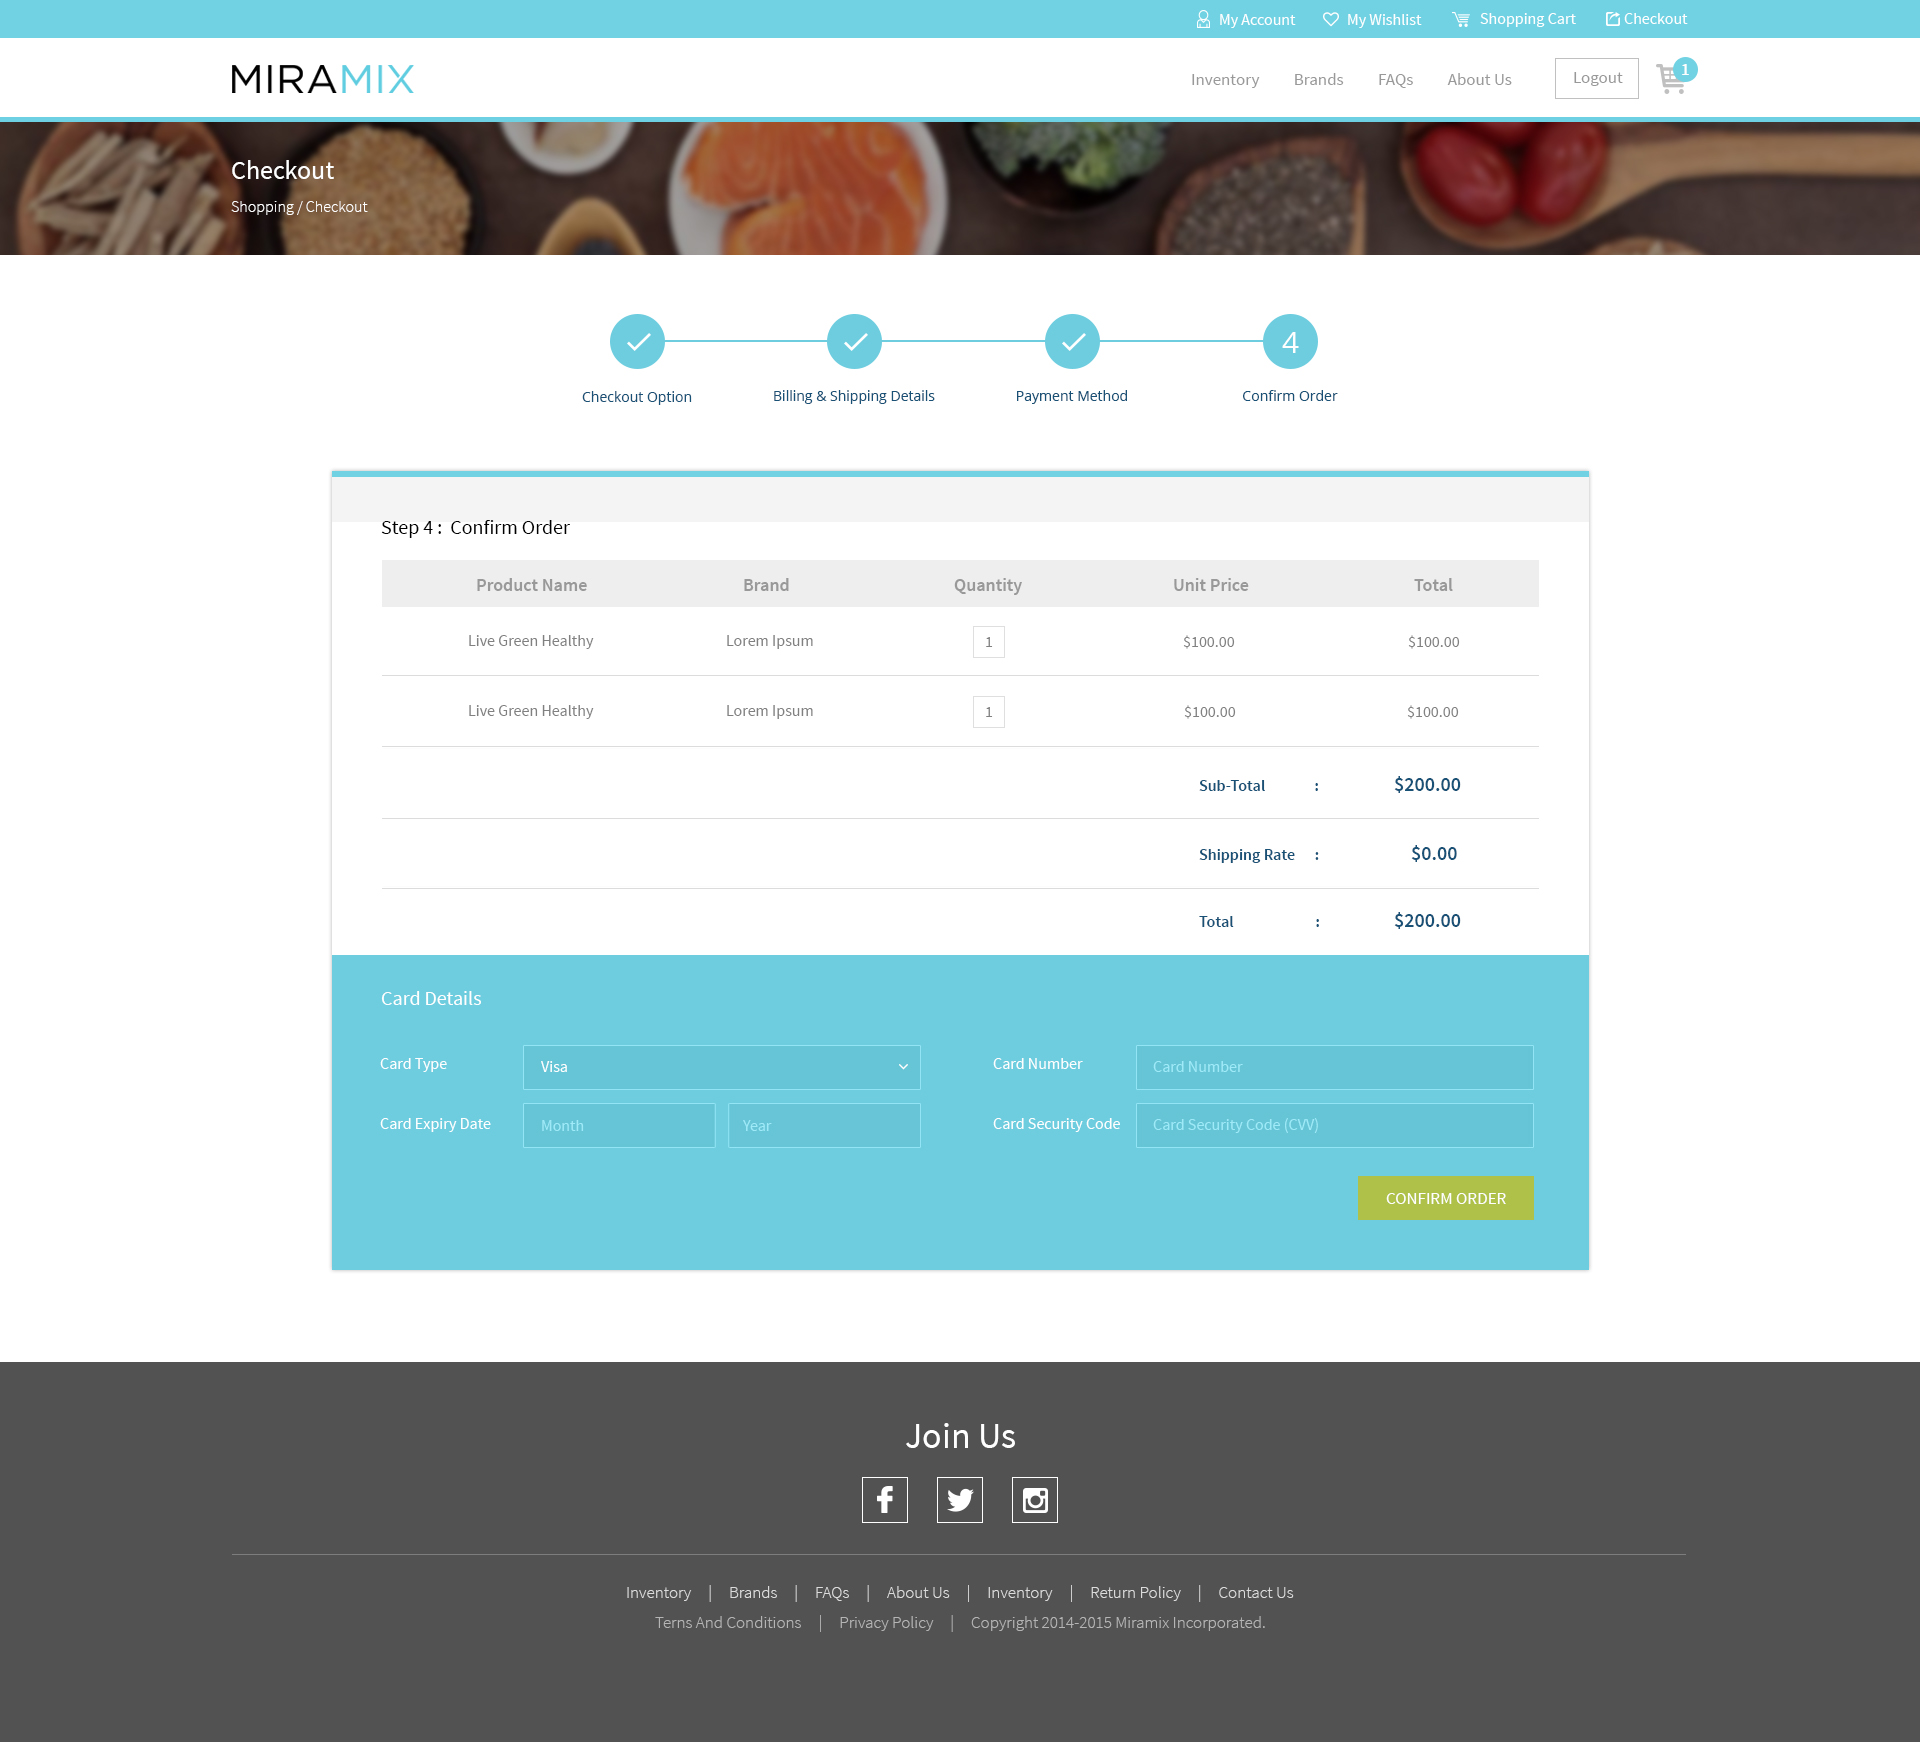 My Account My Wishlist Shopping Cart Checkout
MIRAMIX Inventory Brands FAQs About Us Logout 1
Checkout
Shopping / Checkout
4
Checkout Option Billing & Shipping Details Payment Method Confirm Order
Step 4 : Confirm Order
Product Name Brand Quantity Unit Price Total
Live Green Healthy Lorem Ipsum 1 $100.00 $100.00
Live Green Healthy Lorem Ipsum 1 $100.00 $100.00
Sub-Total : $200.00
Shipping Rate : $0.00
Total : $200.00
Card Details
Card Type Visa Card Number Card Number
Card Expiry Date Month Year Card Security Code Card Security Code (CVV)
CONFIRM ORDER
Join Us
Inventory | Brands | FAQs | About Us | Inventory | Return Policy | Contact Us
Terns And Conditions | Privacy Policy | Copyright 2014-2015 Miramix Incorporated.